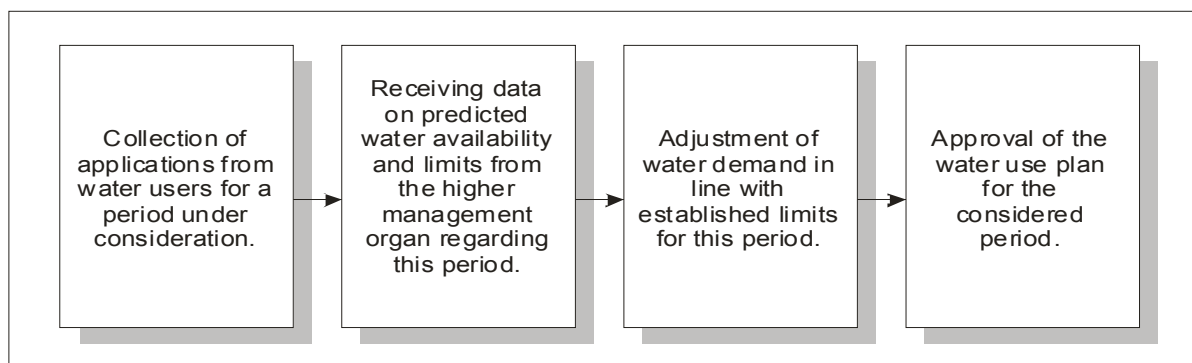 Collection of
applications from
water users for a
period under
consideration.
Receiving data
on predicted
water availability
and limits from
the higher
management
organ regarding
this period.
Adjustment of
water demand in
line with
established limits
for this period.
Approval of the
water use plan
for the
considered
period.